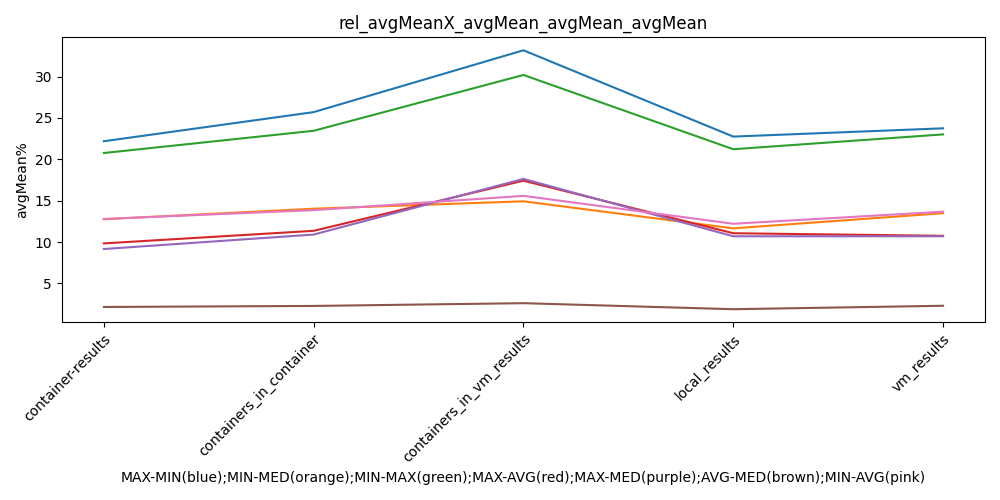 rel_avgMeanX_avgMean_avgMean_avgMean
avgMean%
30
25
20
15
10
5
container-results
containers_in_container
containers_in_vm_results
local_results
vm_results
MAX-MIN(blue);MIN-MED(orange);MIN-MAX(green);MAX-AVG(red);MAX-MED(purple);AVG-MED(brown);MIN-AVG(pink)